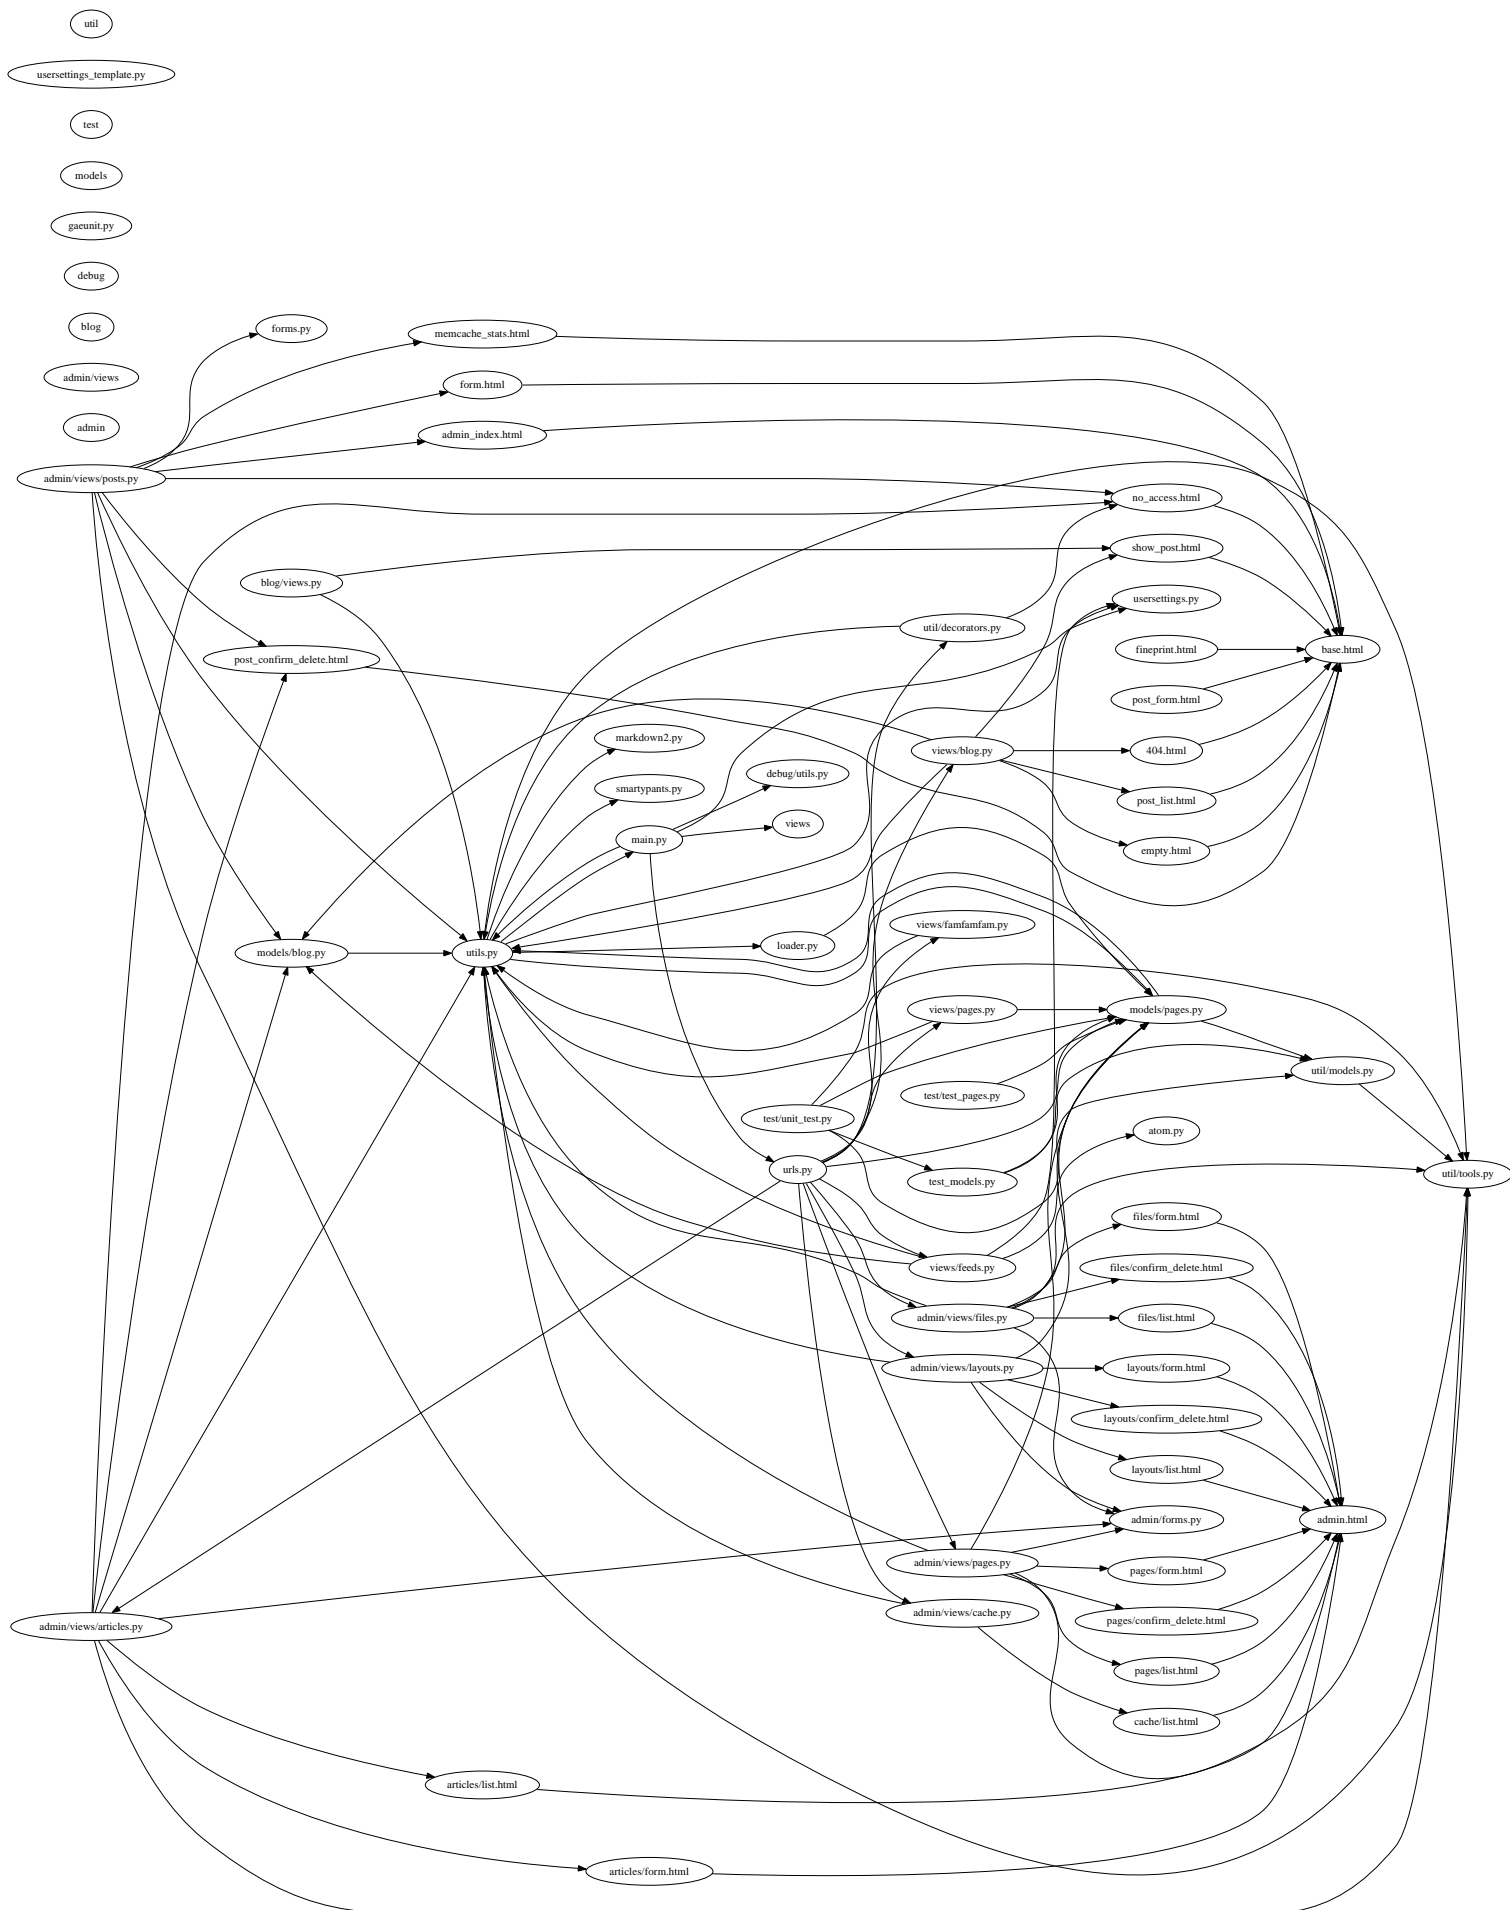 util
usersettings_template.py
test
models
gaeunit.py
debug
blog
forms.py
memcache_stats.html
admin/views
form.html
admin
admin_index.html
admin/views/posts.py
no_access.html
show_post.html
blog/views.py
usersettings.py
util/decorators.py
fineprint.html
base.html
post_confirm_delete.html
post_form.html
markdown2.py
views/blog.py
404.html
debug/utils.py
smartypants.py
post_list.html
views
main.py
empty.html
views/famfamfam.py
loader.py
models/blog.py
utils.py
views/pages.py
models/pages.py
util/models.py
test/test_pages.py
test/unit_test.py
atom.py
urls.py
util/tools.py
test_models.py
files/form.html
views/feeds.py
files/confirm_delete.html
admin/views/files.py
files/list.html
admin/views/layouts.py
layouts/form.html
layouts/confirm_delete.html
layouts/list.html
admin/forms.py
admin.html
admin/views/pages.py
pages/form.html
admin/views/cache.py
pages/confirm_delete.html
admin/views/articles.py
pages/list.html
cache/list.html
articles/list.html
articles/form.html